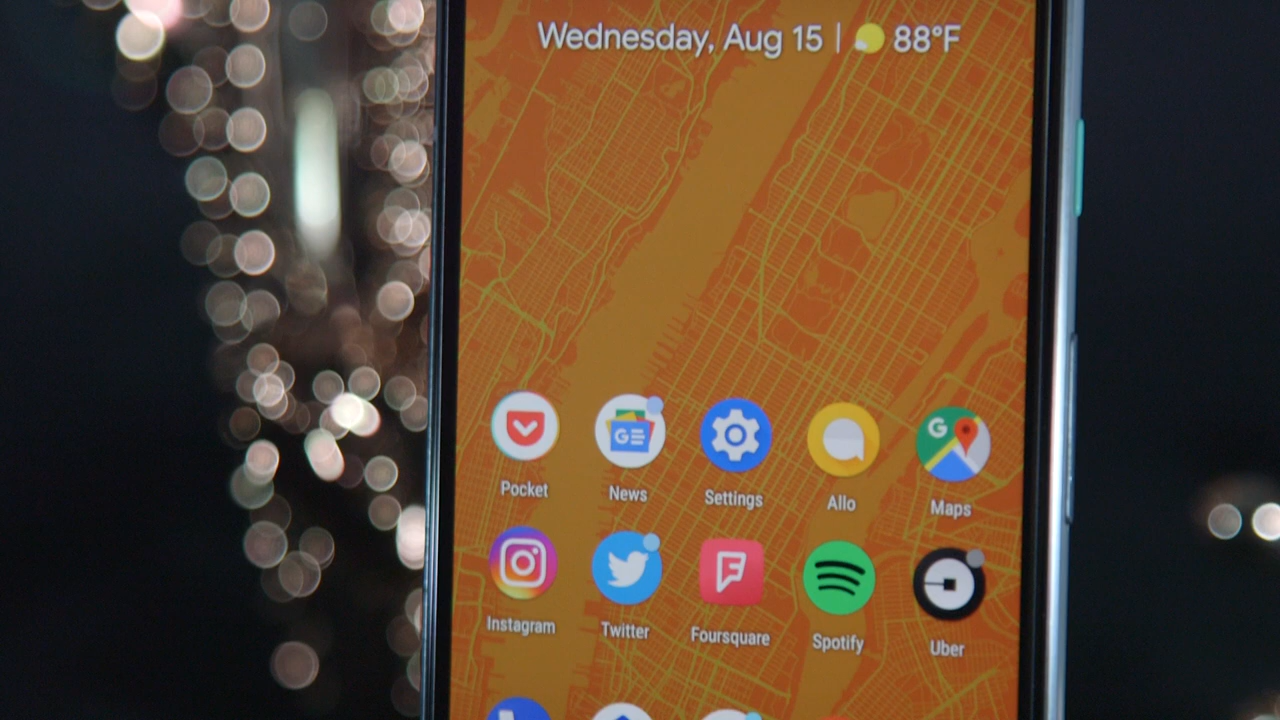 Wednesday, Aug 15 | 88°F
Pocket News Settings Allo Maps
Instagram Twitter Foursquare Spotify Uber